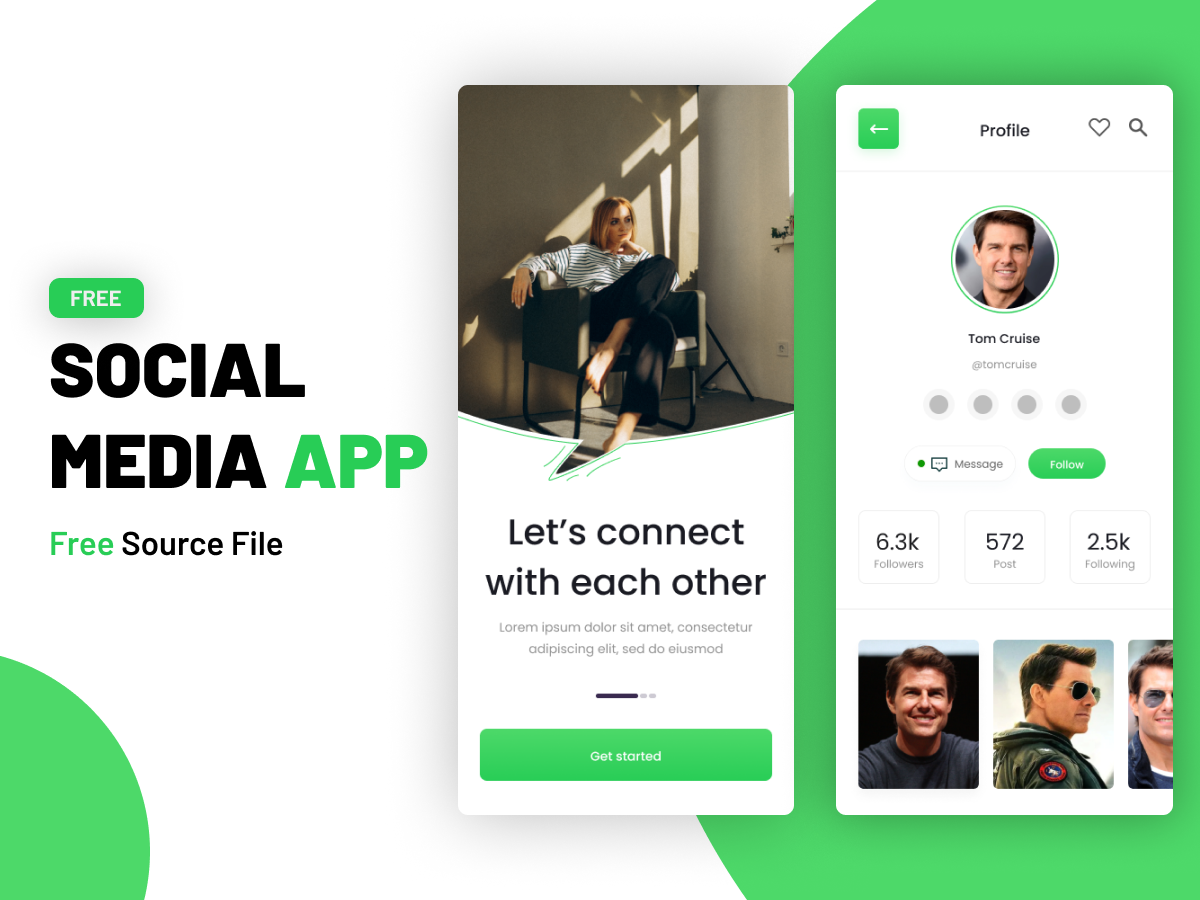 FREE
SOCIAL
MEDIA APP
Free Source File
Let’s connect
with each other
Lorem ipsum dolor sit amet, consectetur
adipiscing elit, sed do eiusmod
Get started
Profile
Tom Cruise
@tomcruise
Message
Follow
6.3k
Followers
572
Post
2.5k
Following